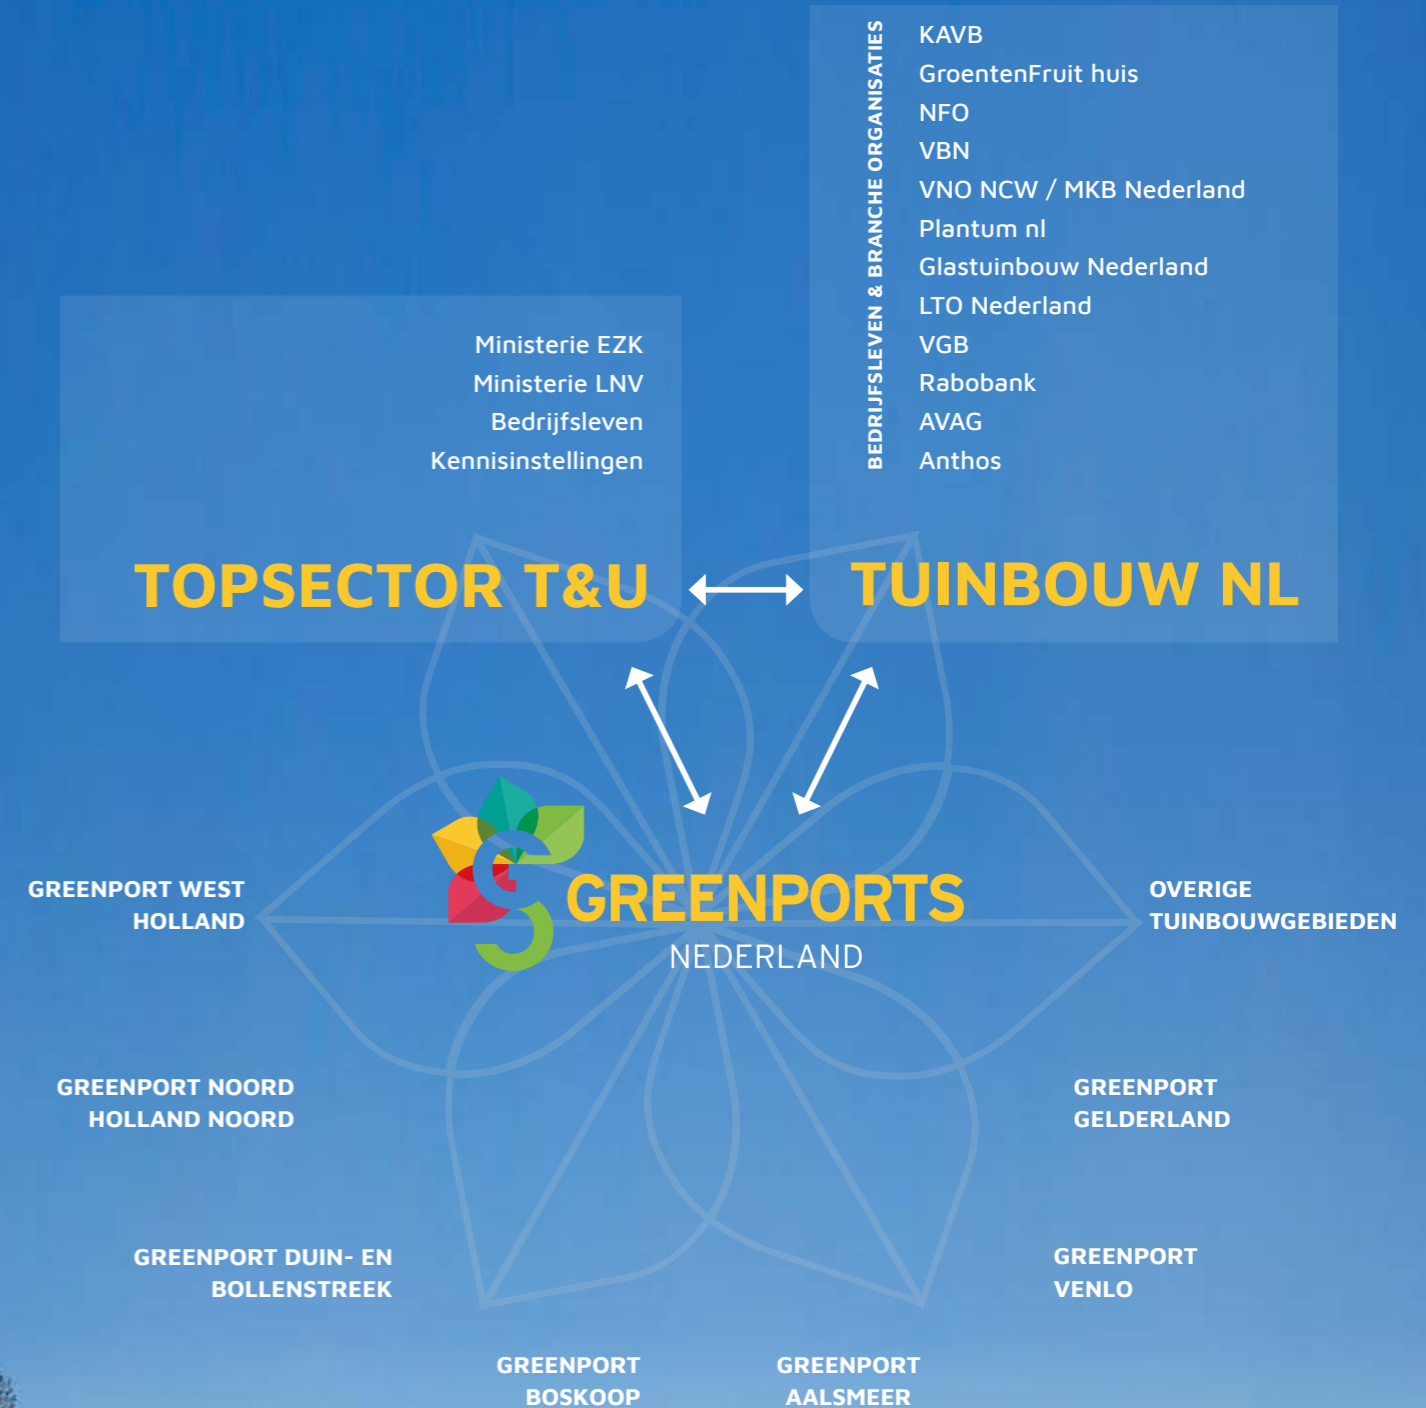 BEDRIJFSLEVEN & BRANCHE ORGANISATIES
KAVB
GroentenFruit huis
NFO
VBN
VNO NCW / MKB Nederland
Plantum nl
Glastuinbouw Nederland
LTO Nederland
VGB
Rabobank
AVAG
Anthos
Ministerie EZK
Ministerie LNV
Bedrijfsleven
Kennisinstellingen
TOPSECTOR T&U
TUINBOUW NL
GREENPORTS
NEDERLAND
GREENPORT WEST
HOLLAND
OVERIGE
TUINBOUWGEBIEDEN
GREENPORT NOORD
HOLLAND NOORD
GREENPORT
GELDERLAND
GREENPORT DUIN- EN
BOLLENSTREEK
GREENPORT
VENLO
GREENPORT
BOSKOOP
GREENPORT
AALSMEER